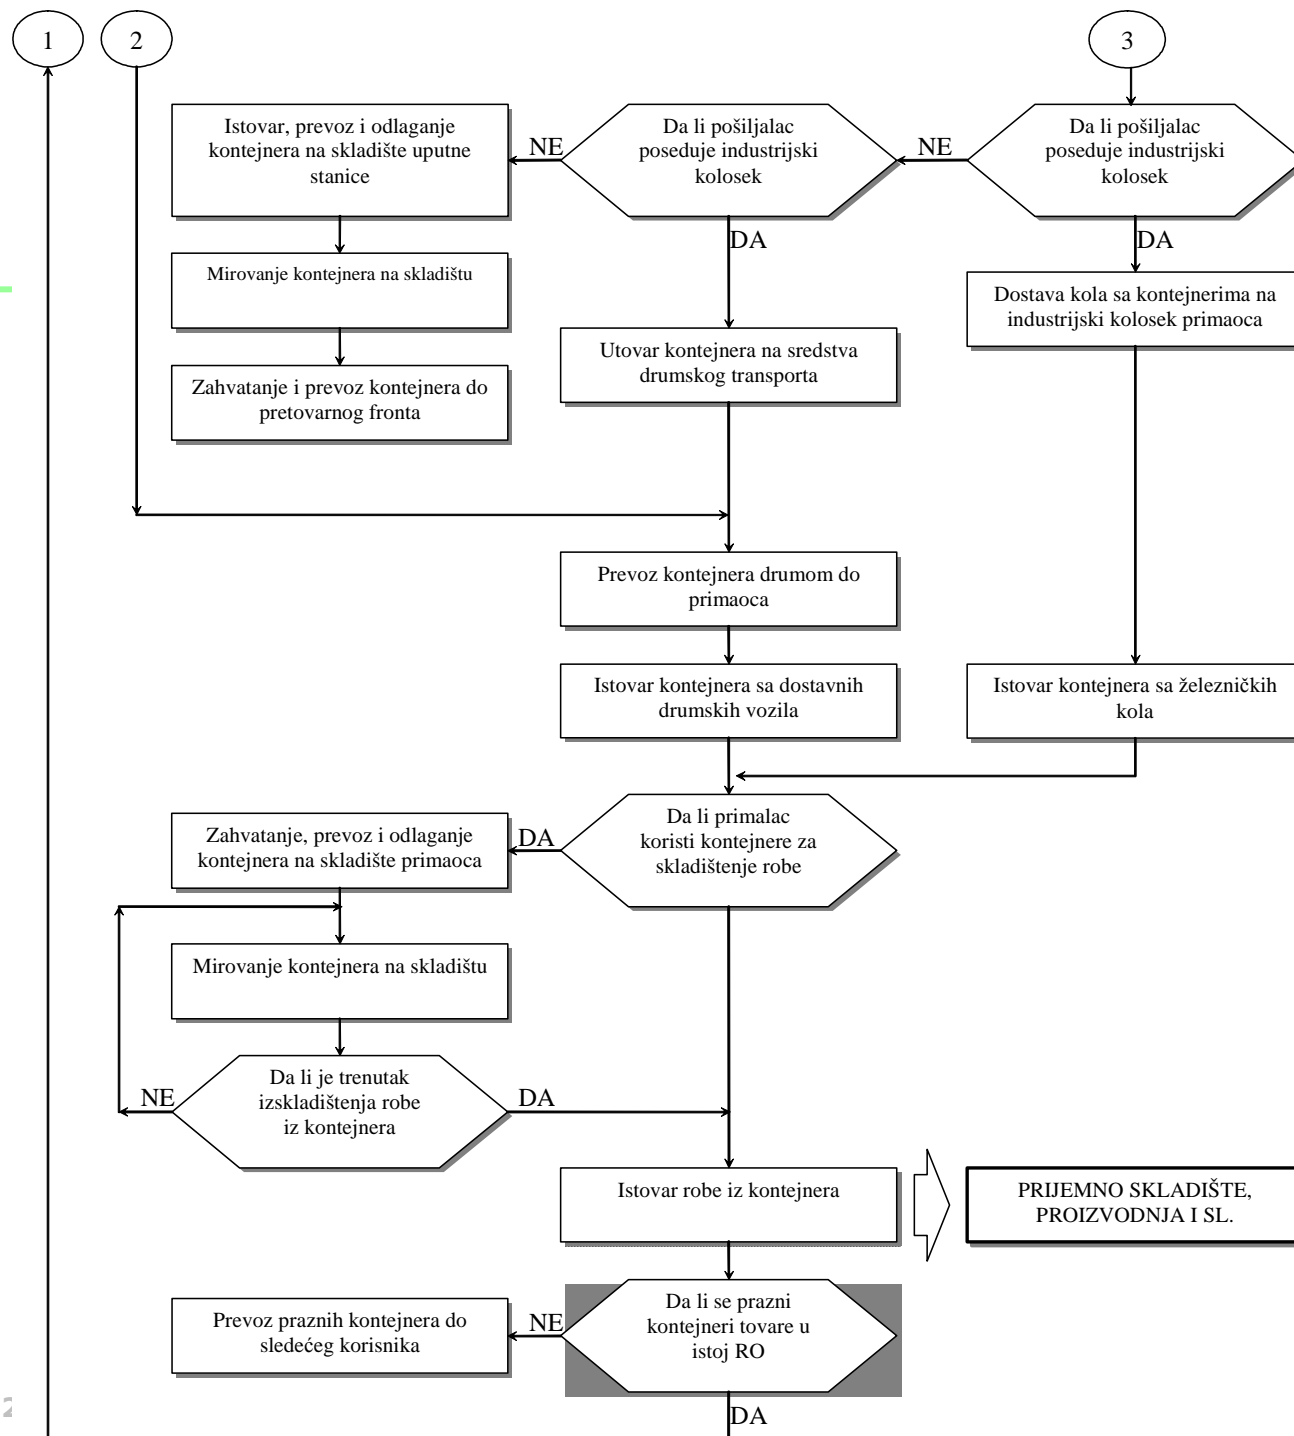 1
2
3
Istovar, prevoz i odlaganje
kontejnera na skladište uputne
stanice
NE
Da li pošiljalac
poseduje industrijski
kolosek
NE
Da li pošiljalac
poseduje industrijski
kolosek
DA
DA
Mirovanje kontejnera na skladištu
Dostava kola sa kontejnerima na
industrijski kolosek primaoca
Utovar kontejnera na sredstva
drumskog transporta
Zahvatanje i prevoz kontejnera do
pretovarnog fronta
Prevoz kontejnera drumom do
primaoca
Istovar kontejnera sa dostavnih
drumskih vozila
Istovar kontejnera sa železničkih
kola
Da li primalac
koristi kontejnere za
skladištenje robe
DA
Zahvatanje, prevoz i odlaganje
kontejnera na skladište primaoca
Mirovanje kontejnera na skladištu
NE
Da li je trenutak
izskladištenja robe
iz kontejnera
DA
Istovar robe iz kontejnera
PRIJEMNO SKLADIŠTE,
PROIZVODNJA I SL.
Prevoz praznih kontejnera do
sledećeg korisnika
NE
Da li se prazni
kontejneri tovare u
istoj RO
DA